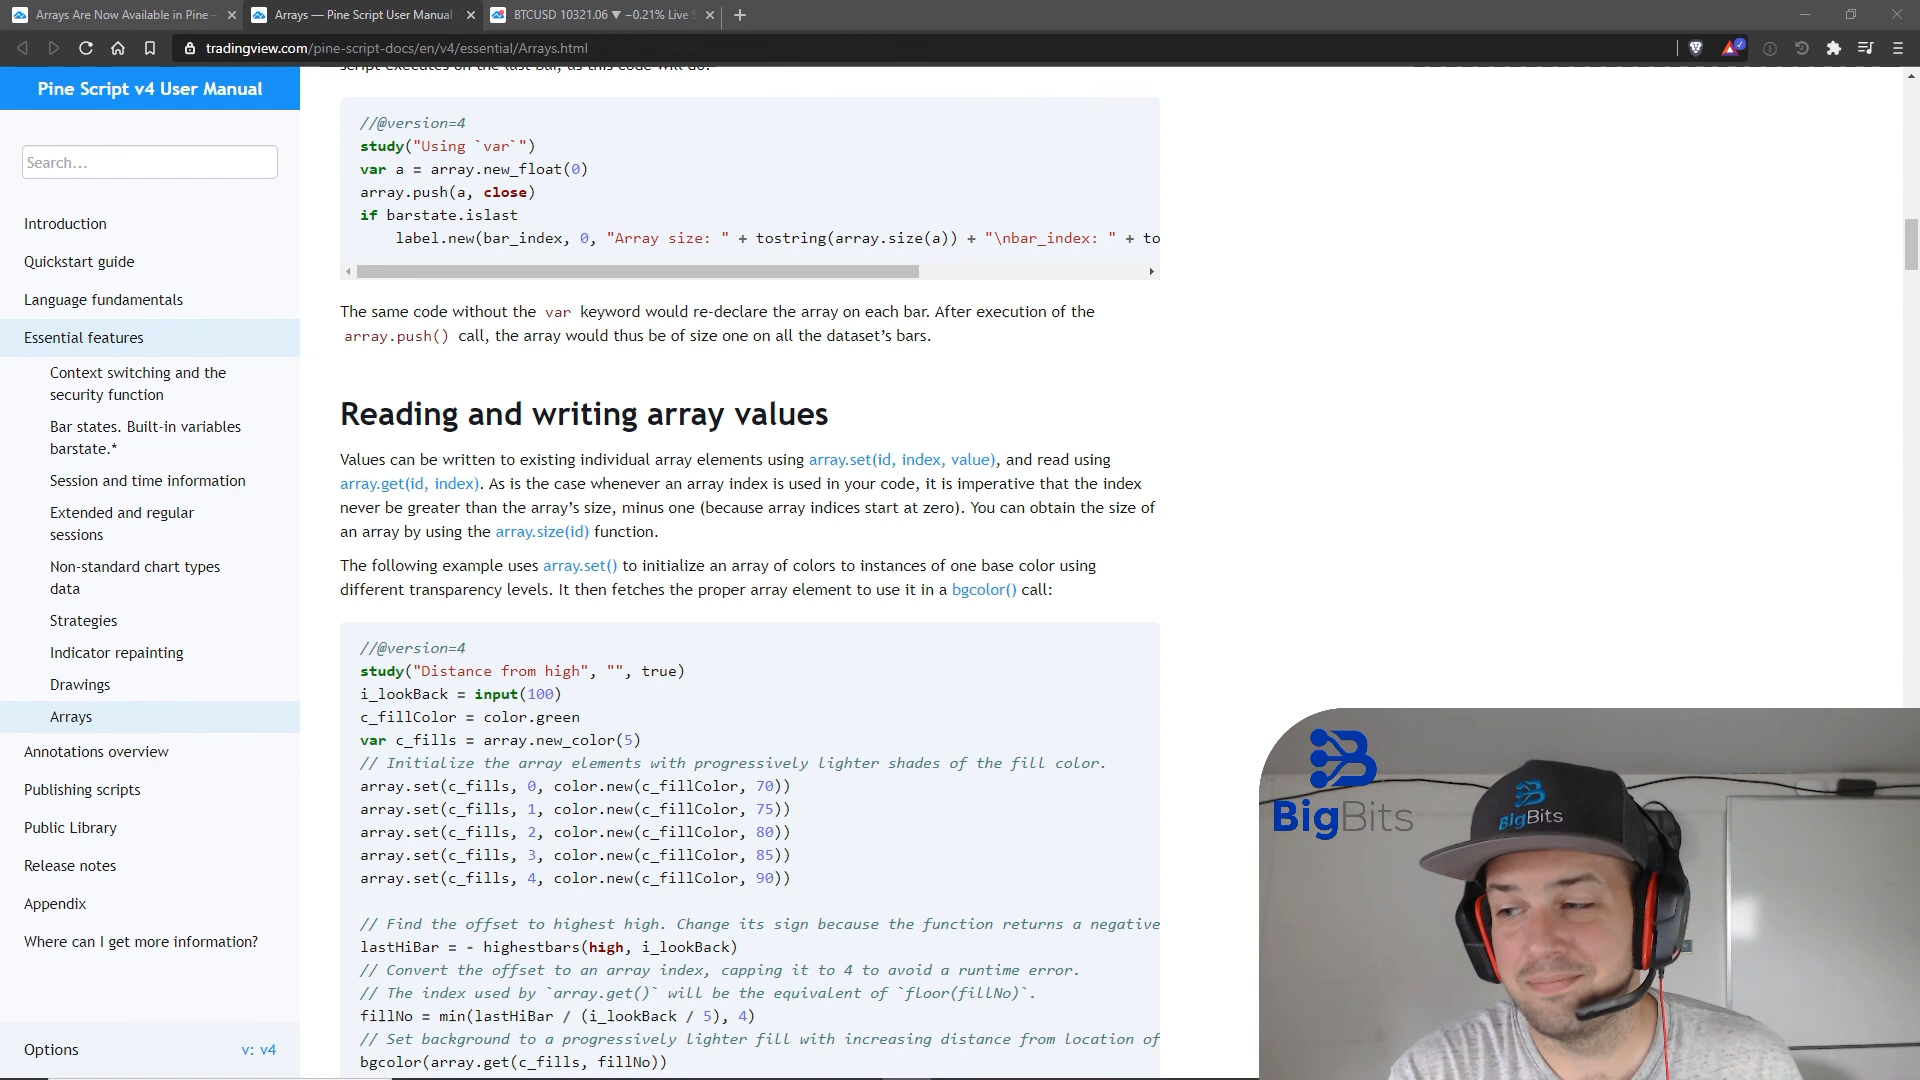 Arrays Are Now Available in Pine –
Arrays — Pine Script User Manual
BTCUSD 10321.06 ▼ −0.21% Live S
tradingview.com/pine-script-docs/en/v4/essential/Arrays.html
Pine Script v4 User Manual
Search...
Introduction
Quickstart guide
Language fundamentals
Essential features
Context switching and the
security function
Bar states. Built-in variables
barstate.*
Session and time information
Extended and regular
sessions
Non-standard chart types
data
Strategies
Indicator repainting
Drawings
Arrays
Annotations overview
Publishing scripts
Public Library
Release notes
Appendix
Where can I get more information?
Options
v: v4
script executes on the last bar, as this code will do:
//@version=4
study("Using `var`")
var a = array.new_float(0)
array.push(a, close)
if barstate.islast
    label.new(bar_index, 0, "Array size: " + tostring(array.size(a)) + "\nbar_index: " + to
The same code without the var keyword would re-declare the array on each bar. After execution of the
array.push() call, the array would thus be of size one on all the dataset's bars.
Reading and writing array values
Values can be written to existing individual array elements using array.set(id, index, value), and read using
array.get(id, index). As is the case whenever an array index is used in your code, it is imperative that the index
never be greater than the array's size, minus one (because array indices start at zero). You can obtain the size of
an array by using the array.size(id) function.
The following example uses array.set() to initialize an array of colors to instances of one base color using
different transparency levels. It then fetches the proper array element to use it in a bgcolor() call:
//@version=4
study("Distance from high", "", true)
i_lookBack = input(100)
c_fillColor = color.green
var c_fills = array.new_color(5)
// Initialize the array elements with progressively lighter shades of the fill color.
array.set(c_fills, 0, color.new(c_fillColor, 70))
array.set(c_fills, 1, color.new(c_fillColor, 75))
array.set(c_fills, 2, color.new(c_fillColor, 80))
array.set(c_fills, 3, color.new(c_fillColor, 85))
array.set(c_fills, 4, color.new(c_fillColor, 90))
// Find the offset to highest high. Change its sign because the function returns a negative
lastHiBar = - highestbars(high, i_lookBack)
// Convert the offset to an array index, capping it to 4 to avoid a runtime error.
// The index used by `array.get()` will be the equivalent of `floor(fillNo)`.
fillNo = min(lastHiBar / (i_lookBack / 5), 4)
// Set background to a progressively lighter fill with increasing distance from location of
bgcolor(array.get(c_fills, fillNo))
BigBits
BigBits